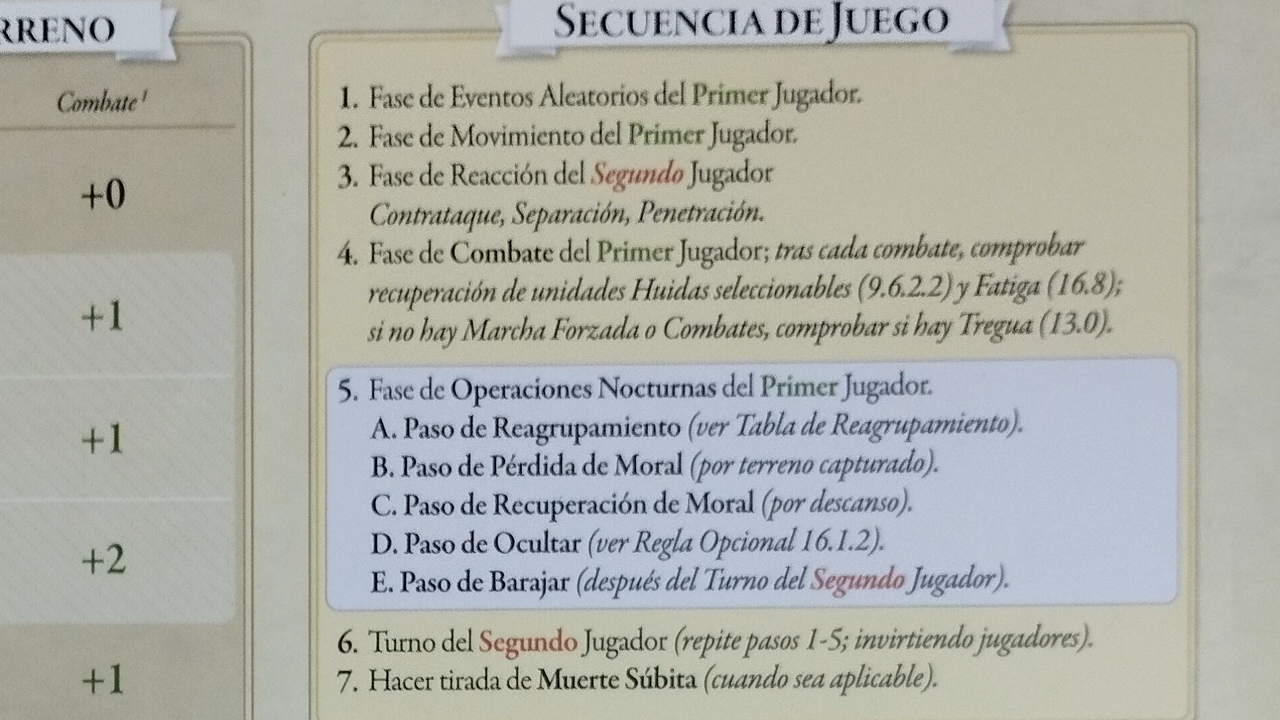 RRENO
Combate¹
+0
+1
+1
+2
+1
SECUENCIA DE JUEGO
1. Fase de Eventos Aleatorios del Primer Jugador.
2. Fase de Movimiento del Primer Jugador.
3. Fase de Reacción del Segundo Jugador
Contrataque, Separación, Penetración.
4. Fase de Combate del Primer Jugador; tras cada combate, comprobar
recuperación de unidades Huidas seleccionables (9.6.2.2) y Fatiga (16.8);
si no hay Marcha Forzada o Combates, comprobar si hay Tregua (13.0).
5. Fase de Operaciones Nocturnas del Primer Jugador.
A. Paso de Reagrupamiento (ver Tabla de Reagrupamiento).
B. Paso de Pérdida de Moral (por terreno capturado).
C. Paso de Recuperación de Moral (por descanso).
D. Paso de Ocultar (ver Regla Opcional 16.1.2).
E. Paso de Barajar (después del Turno del Segundo Jugador).
6. Turno del Segundo Jugador (repite pasos 1-5; invirtiendo jugadores).
7. Hacer tirada de Muerte Súbita (cuando sea aplicable).